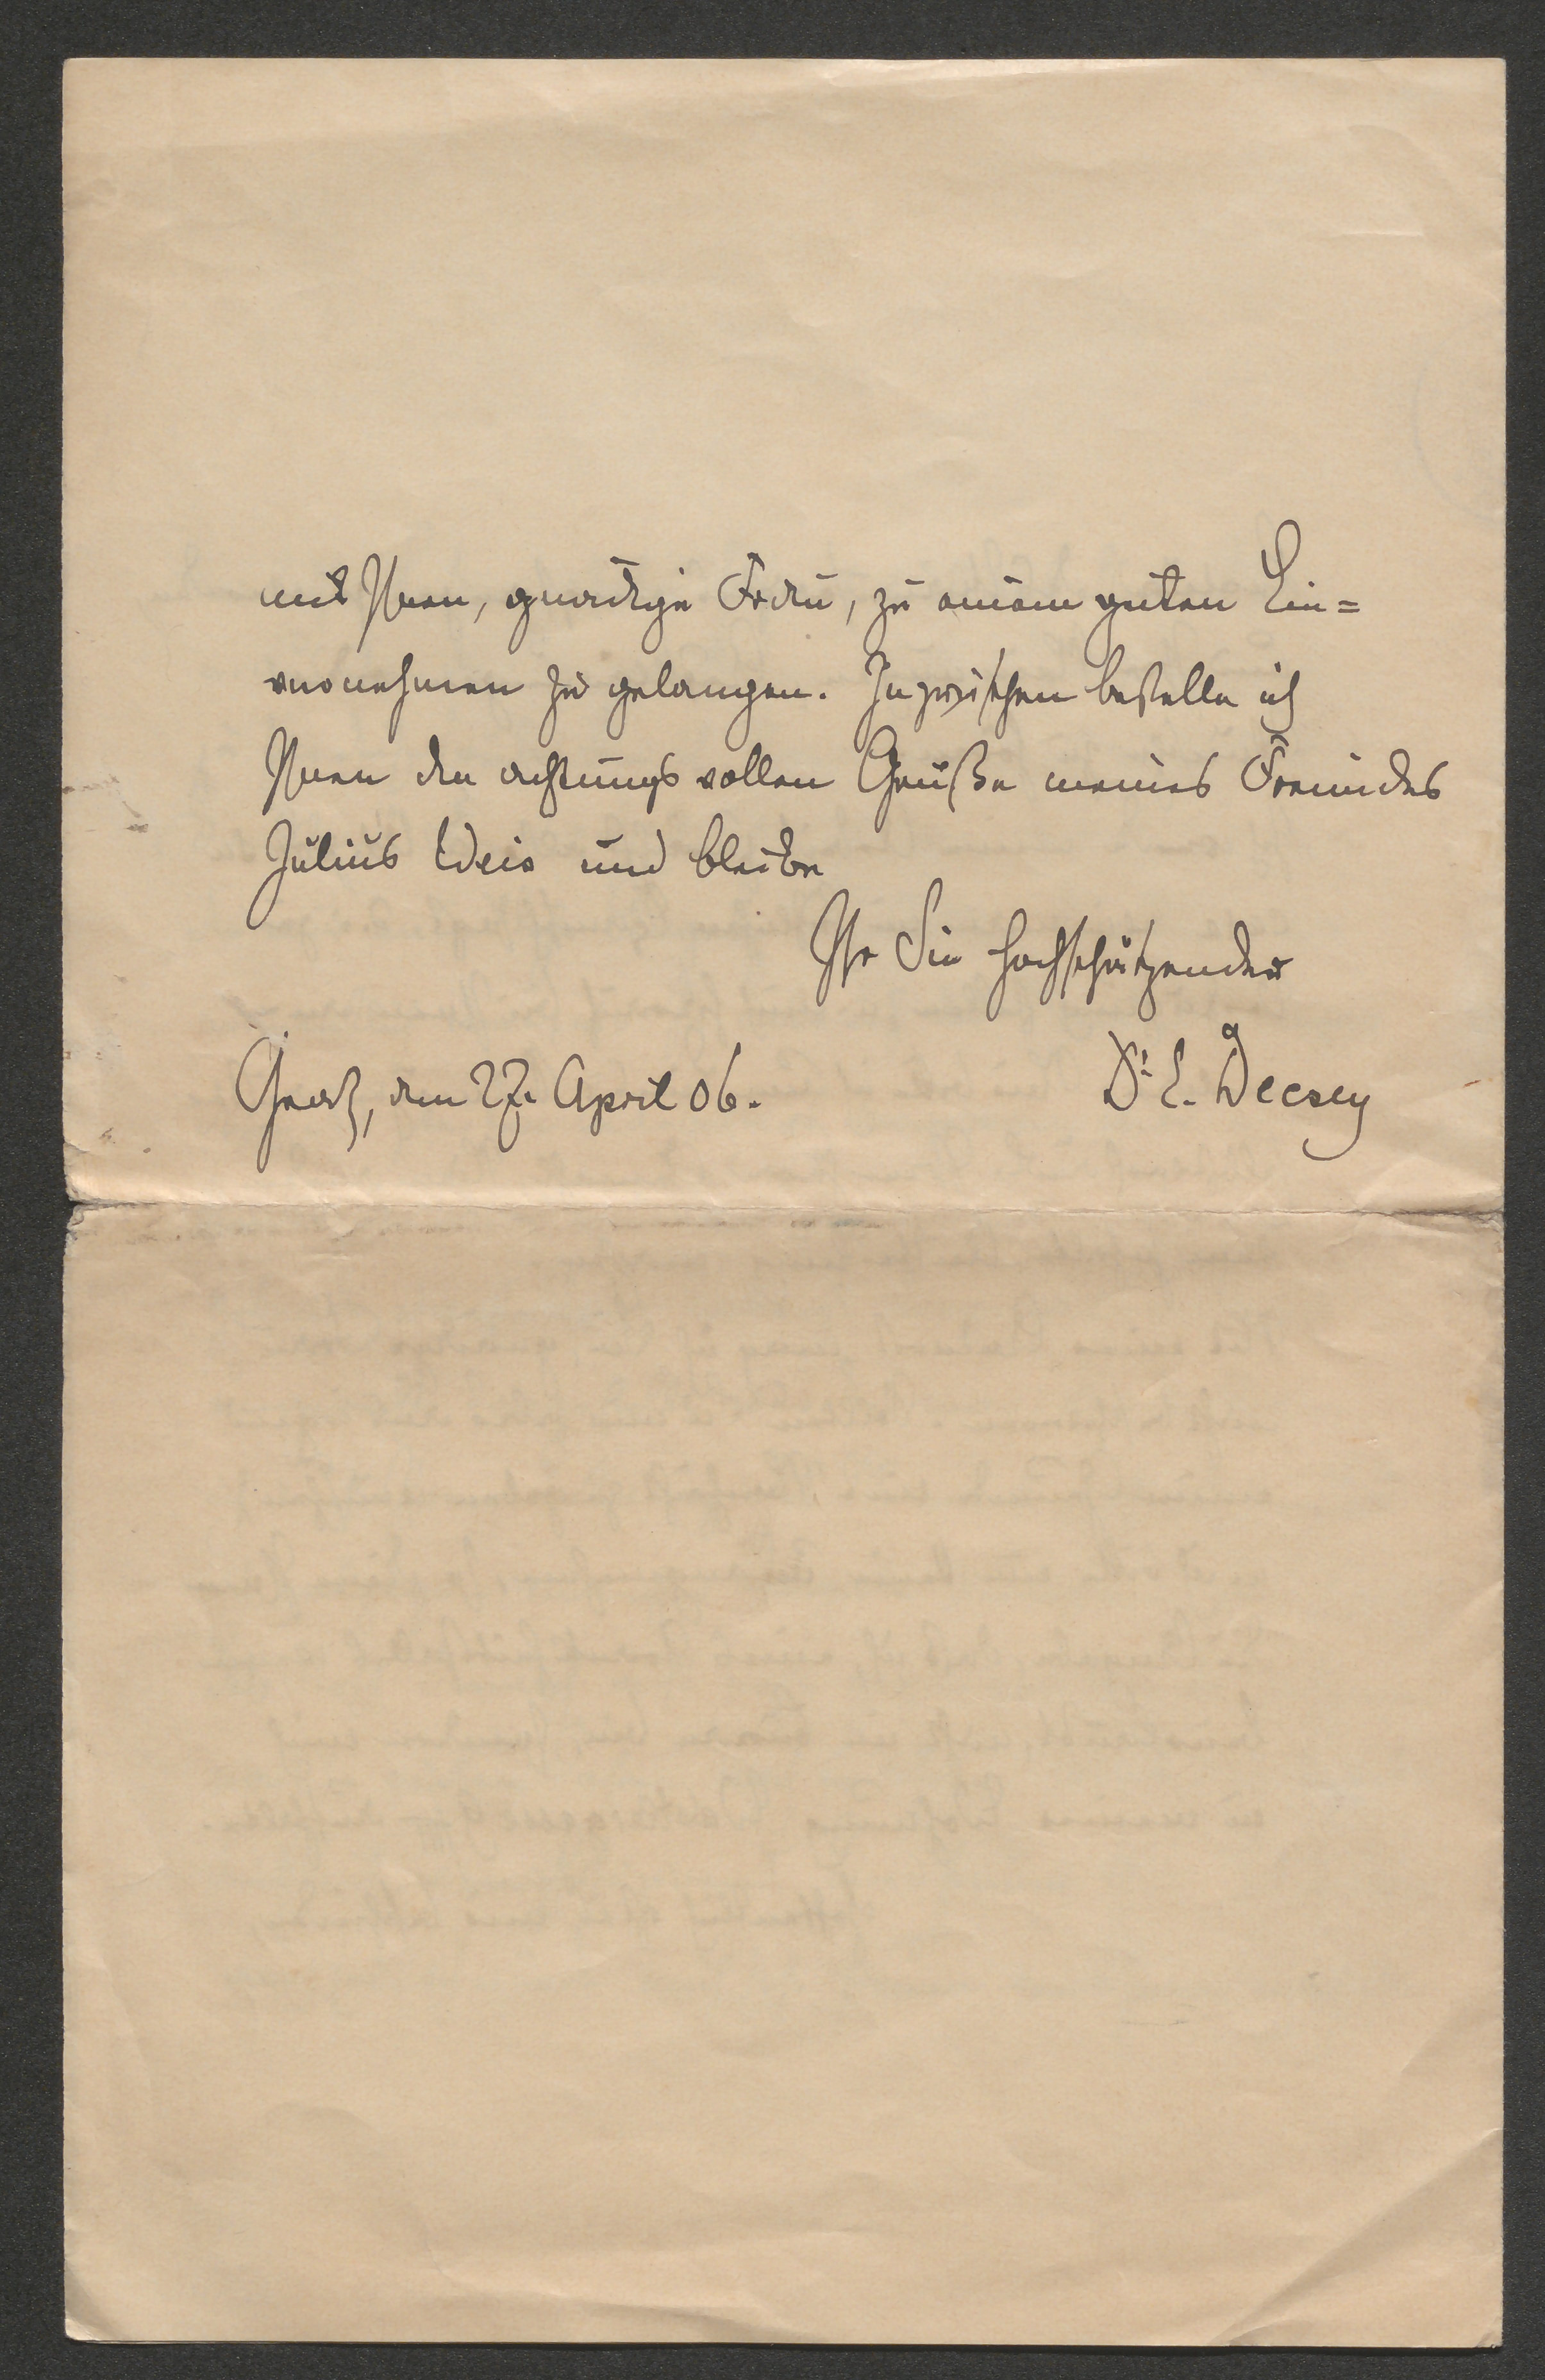 mit Ihnen, gnädige Frau, zu einem guten Ein=
vernehmen zu gelangen. Inzwischen bestelle ich
Ihnen die achtungsvollen Grüße meines Freundes
Julius Weis und bleibe
Ihr Sie hochschätzender
Graz, den 27. April 06.
Dr. E. Decsey